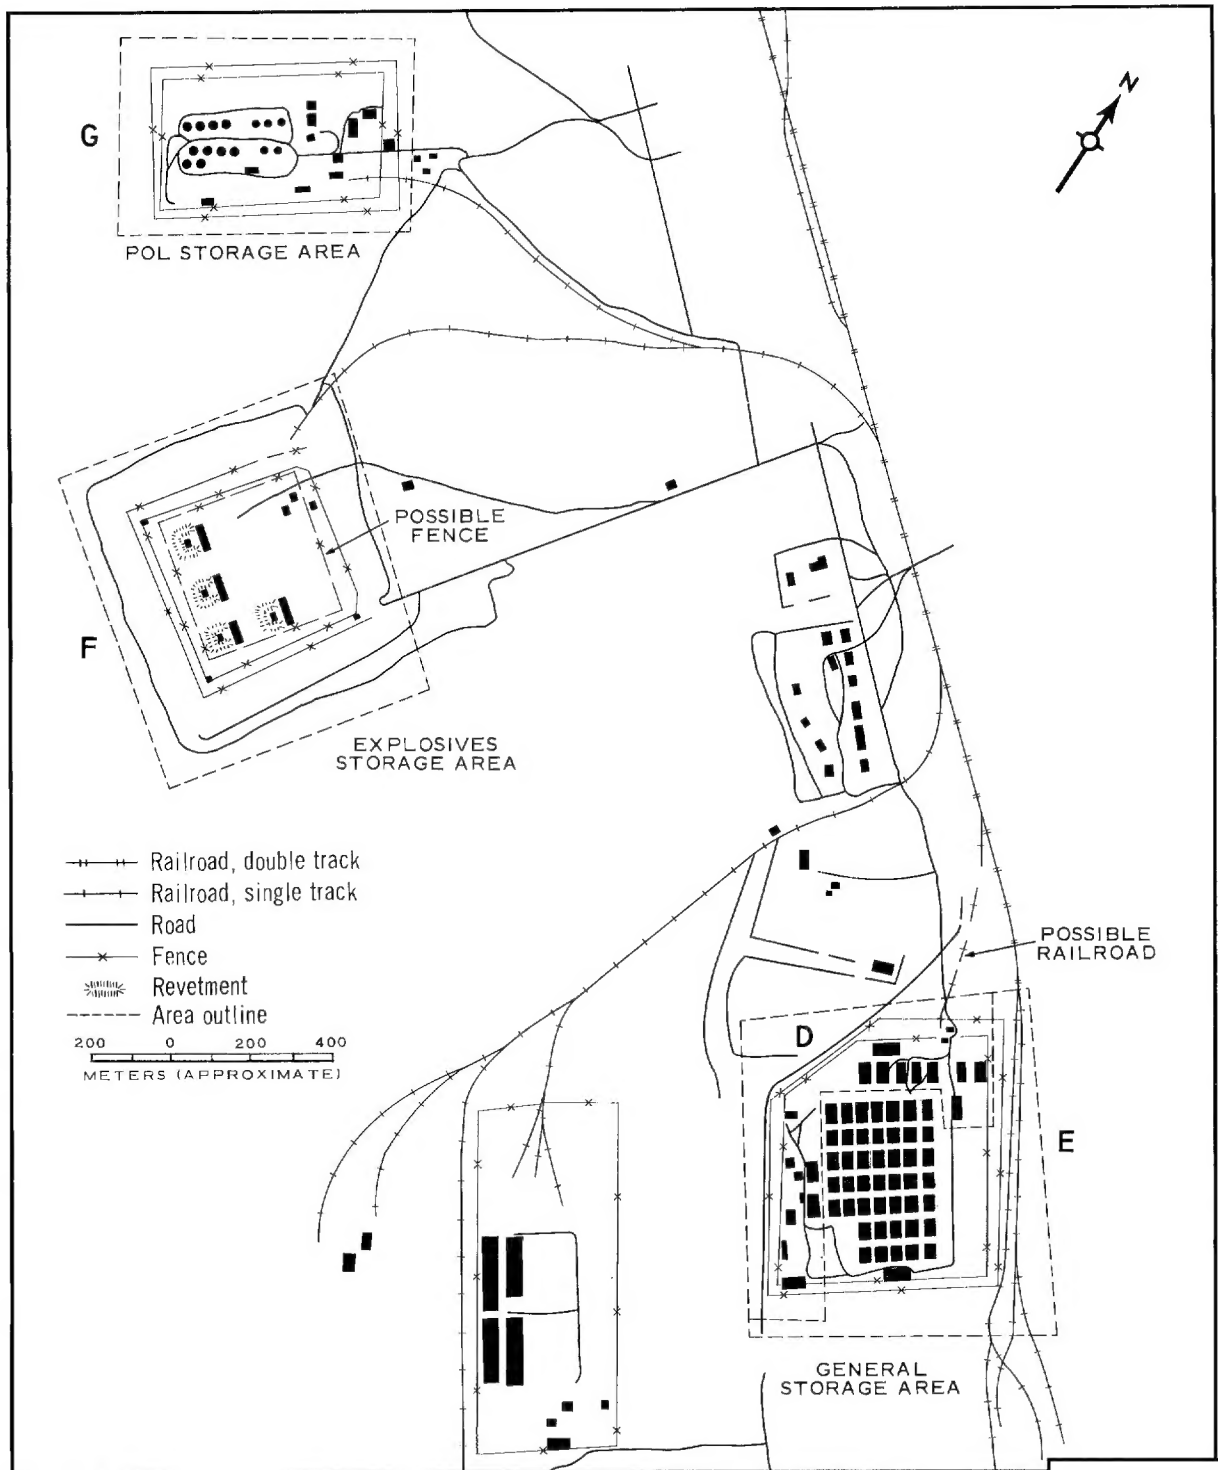 N
G
POL STORAGE AREA
POSSIBLE
FENCE
F
EXPLOSIVES
STORAGE AREA
Railroad, double track
Railroad, single track
Road
Fence
Revetment
Area outline
200 0 200 400
METERS (APPROXIMATE)
POSSIBLE
RAILROAD
D
E
GENERAL
STORAGE AREA